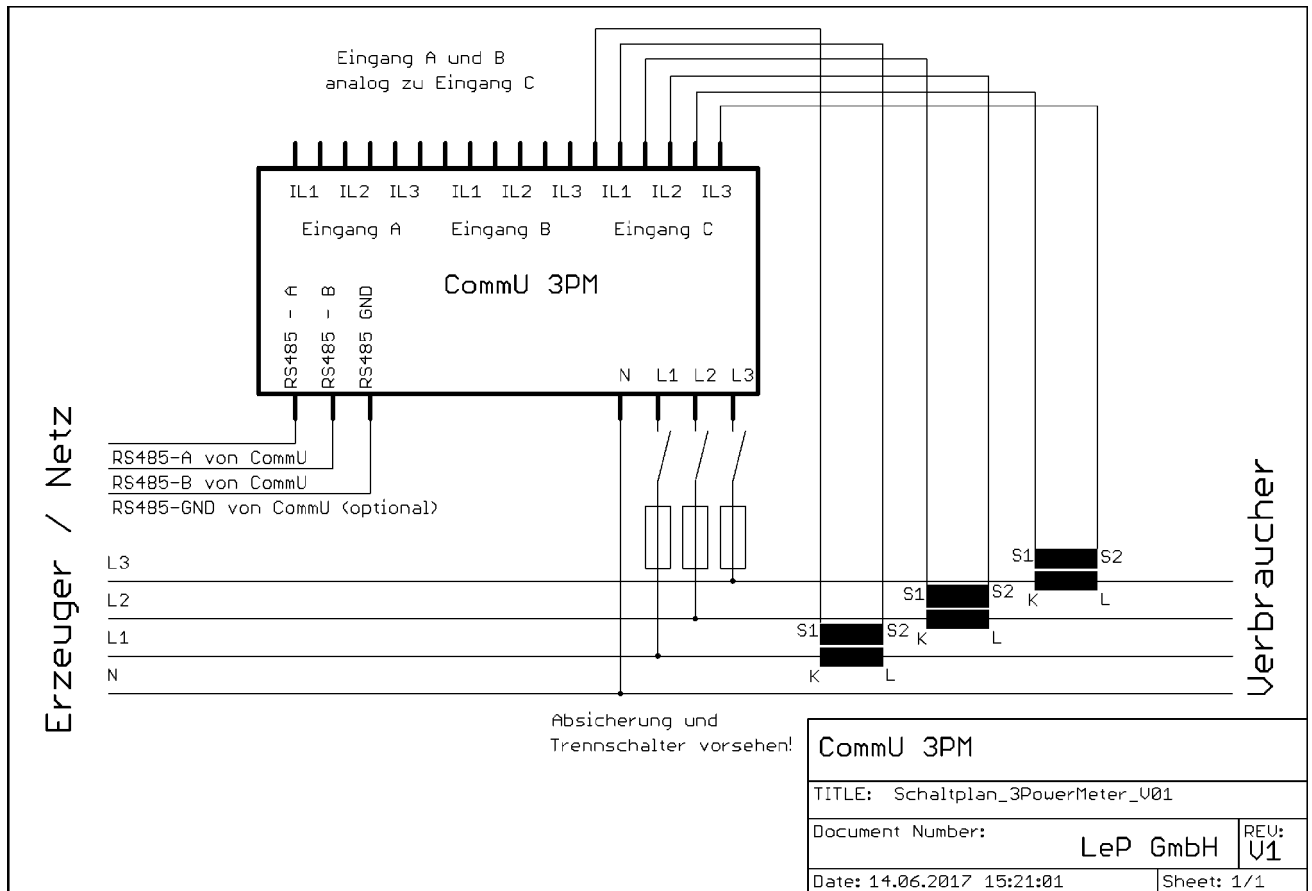 Eingang A und B
analog zu Eingang C
IL1 IL2 IL3 IL1 IL2 IL3 IL1 IL2 IL3
Eingang A Eingang B Eingang C
CommU 3PM
RS485 - A
RS485 - B
RS485 GND
N L1 L2 L3
Erzeuger / Netz
RS485-A von CommU
RS485-B von CommU
RS485-GND von CommU (optional)
Verbraucher
L3
L2
L1
N
S1 S2
K L
S1 S2
K L
S1 S2
K L
Absicherung und
Trennschalter vorsehen!
CommU 3PM
TITLE: Schaltplan_3PowerMeter_V01
Document Number:
LeP GmbH
REV:
V1
Date: 14.06.2017 15:21:01
Sheet: 1/1